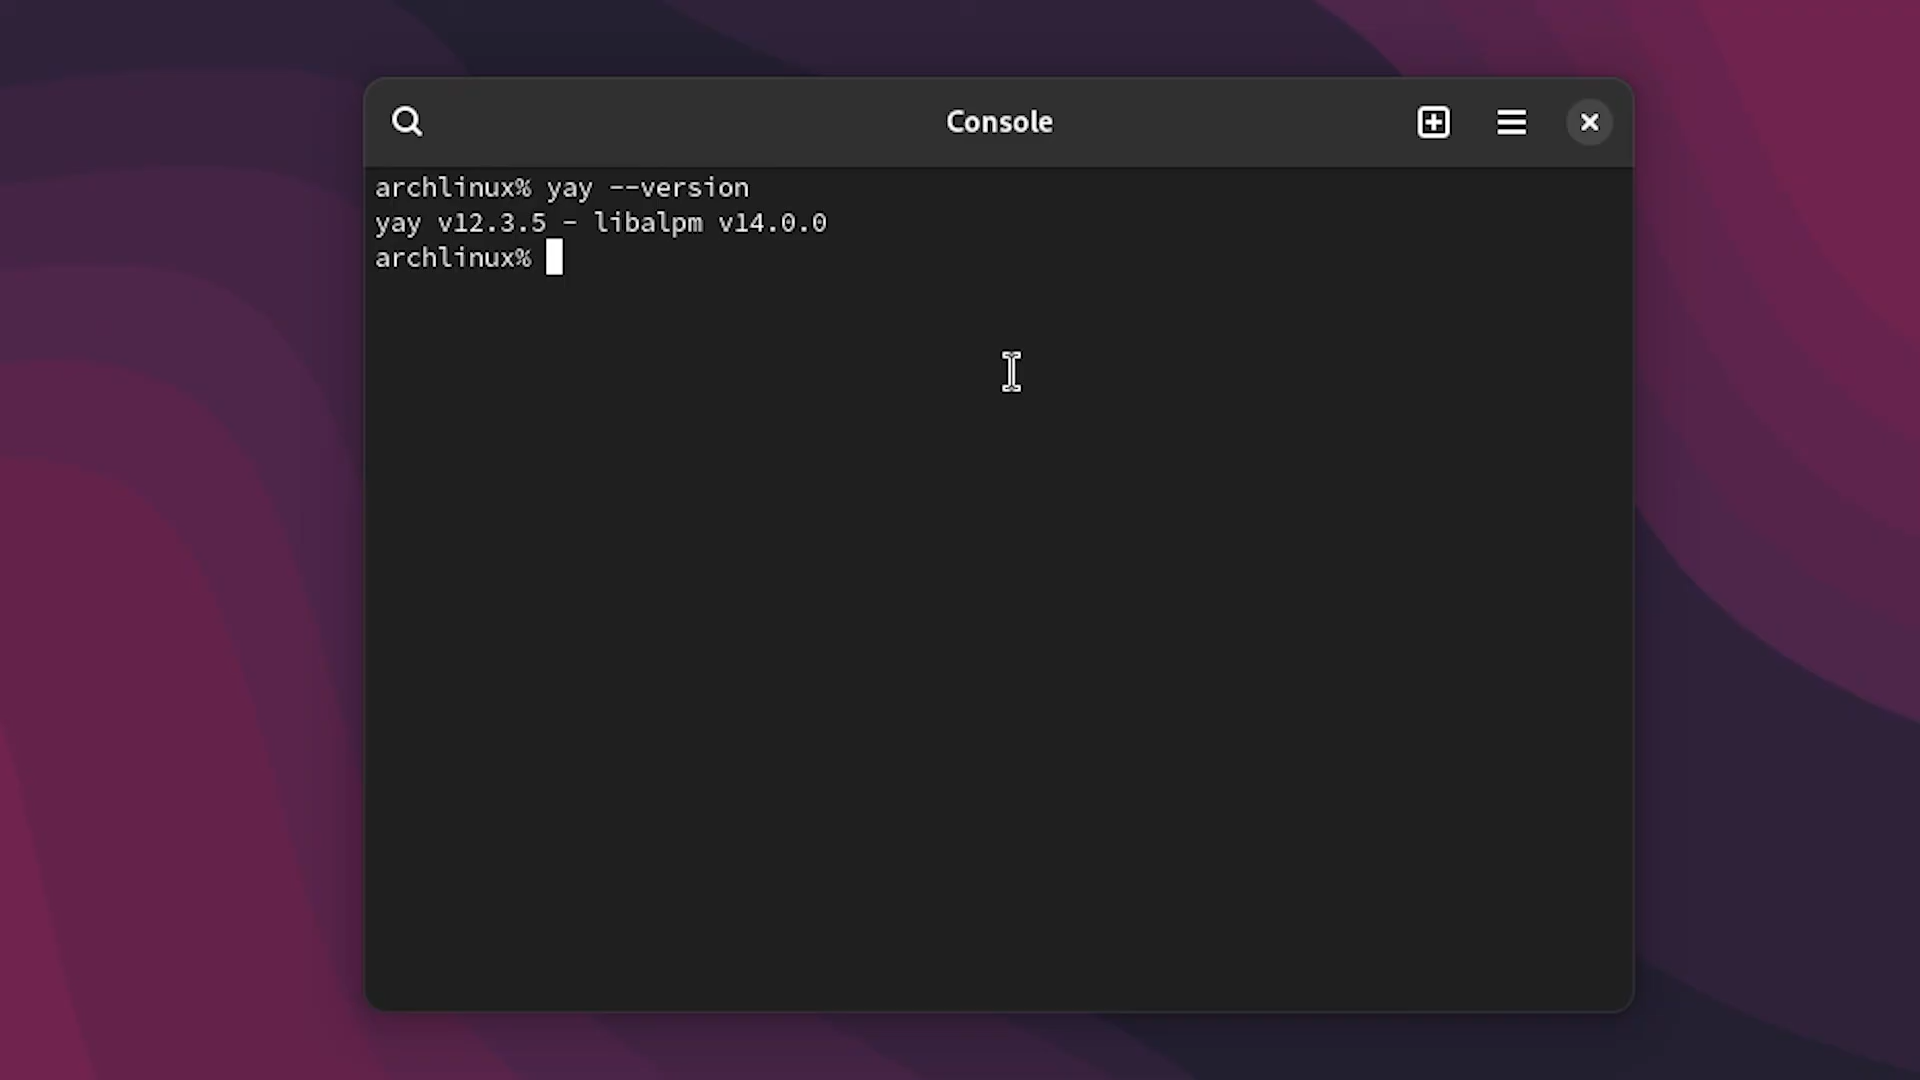 Console
archlinux% yay --version
yay v12.3.5 - libalpm v14.0.0
archlinux%